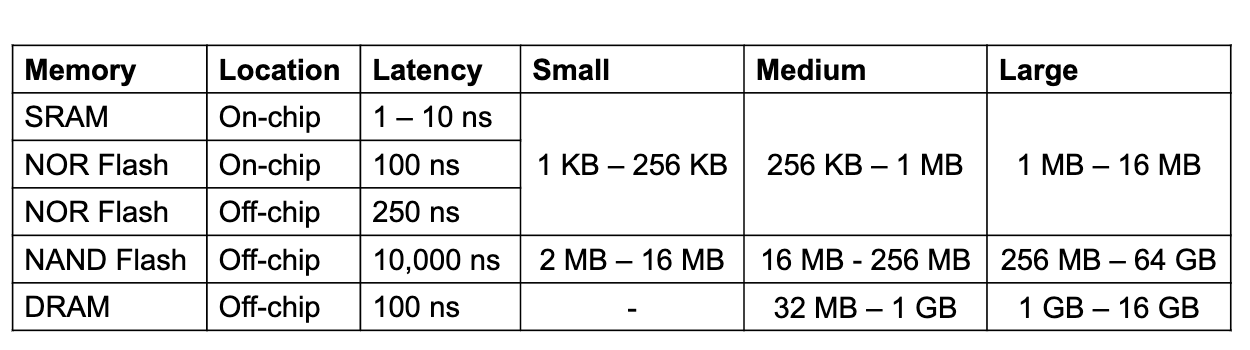 Memory Location Latency Small Medium Large
SRAM On-chip 1 – 10 ns
NOR Flash On-chip 100 ns 1 KB – 256 KB 256 KB – 1 MB 1 MB – 16 MB
NOR Flash Off-chip 250 ns
NAND Flash Off-chip 10,000 ns 2 MB – 16 MB 16 MB - 256 MB 256 MB – 64 GB
DRAM Off-chip 100 ns - 32 MB – 1 GB 1 GB – 16 GB